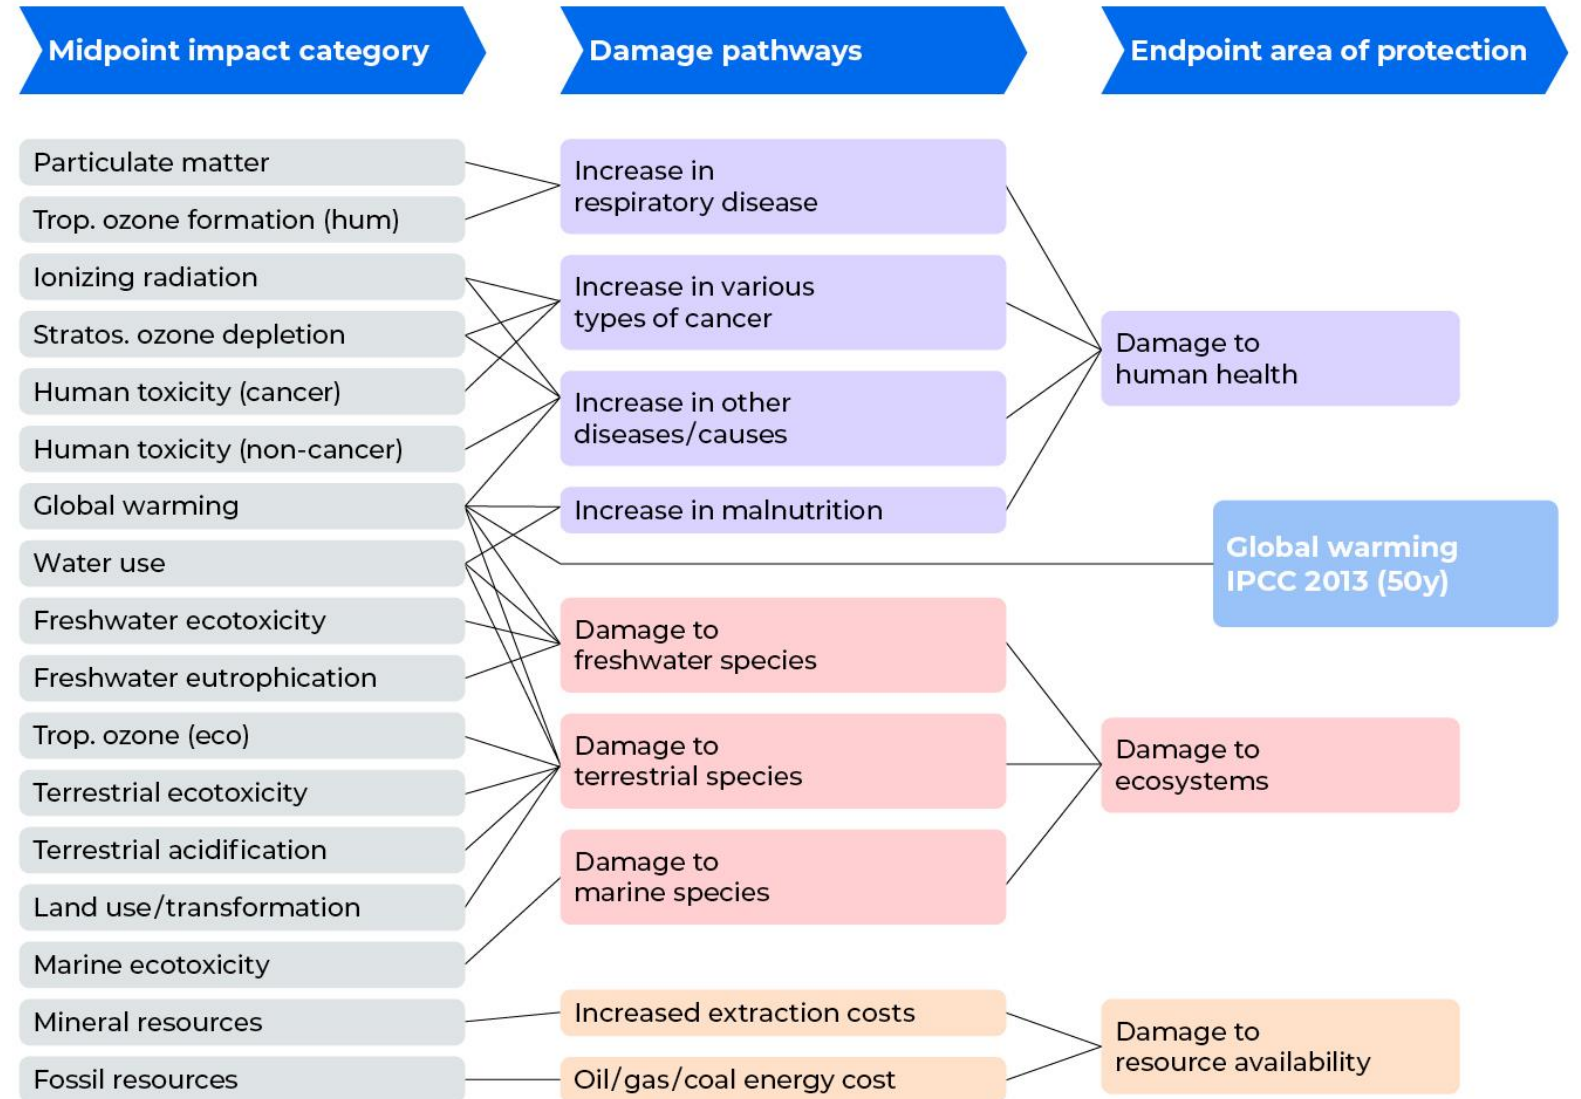 Midpoint impact category
Damage pathways
Endpoint area of protection
Particulate matter
Trop. ozone formation (hum)
Ionizing radiation
Stratos. ozone depletion
Human toxicity (cancer)
Human toxicity (non-cancer)
Global warming
Water use
Freshwater ecotoxicity
Freshwater eutrophication
Trop. ozone (eco)
Terrestrial ecotoxicity
Terrestrial acidification
Land use/transformation
Marine ecotoxicity
Mineral resources
Fossil resources
Increase in
respiratory disease
Increase in various
types of cancer
Increase in other
diseases/causes
Increase in malnutrition
Damage to
freshwater species
Damage to
terrestrial species
Damage to
marine species
Increased extraction costs
Oil/gas/coal energy cost
Damage to
human health
Global warming
IPCC 2013 (50y)
Damage to
ecosystems
Damage to
resource availability